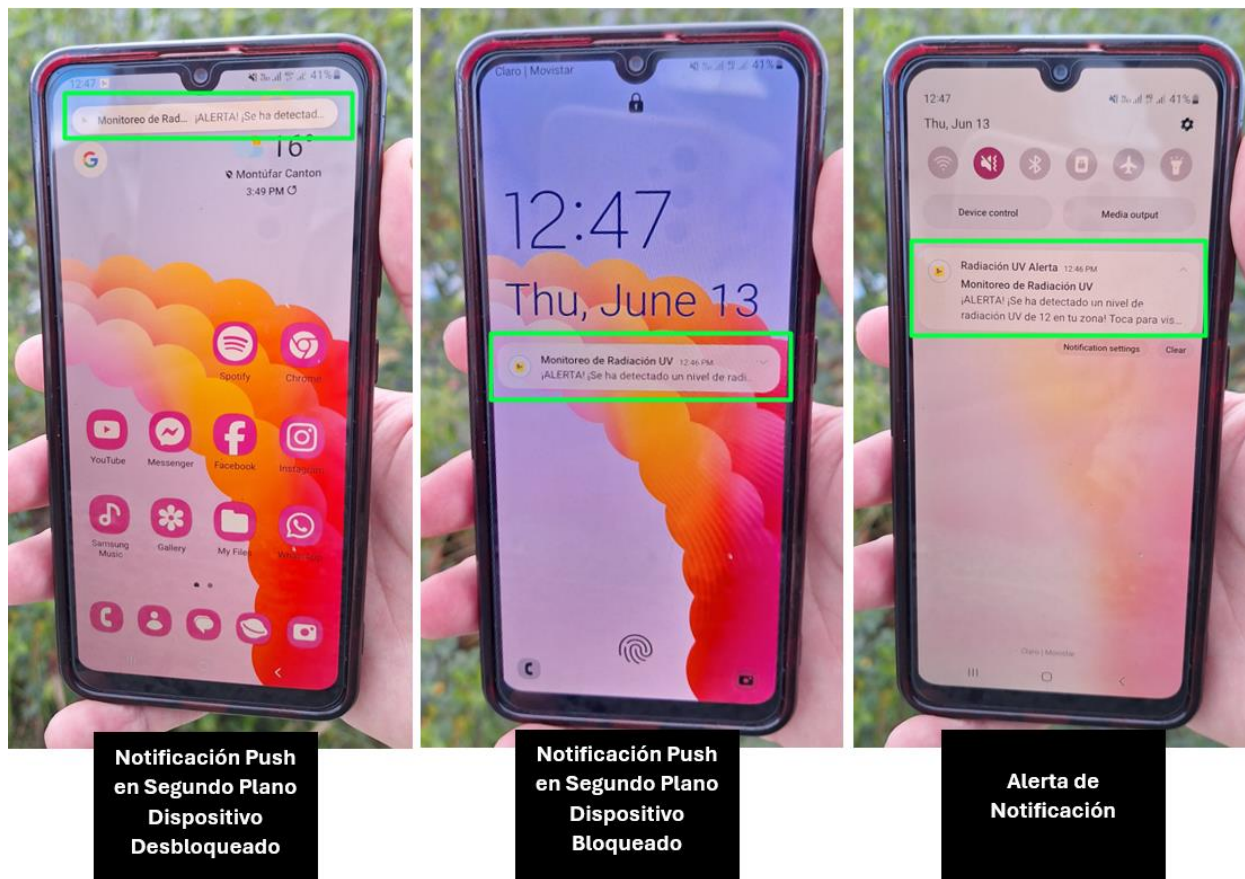 12:47
41%
Monitoreo de Rad... ¡ALERTA! ¡Se ha detectad...
G
16°
Montúfar Canton
3:49 PM
Spotify
Chrome
YouTube
Messenger
Facebook
Instagram
Samsung
Music
Gallery
My Files
WhatsApp
Notificación Push
en Segundo Plano
Dispositivo
Desbloqueado
Claro | Movistar
41%
12:47
Thu, June 13
Monitoreo de Radiación UV 12:46 PM
¡ALERTA! ¡Se ha detectado un nivel de radi...
Notificación Push
en Segundo Plano
Dispositivo
Bloqueado
12:47
41%
Thu, Jun 13
Device control
Media output
Radiación UV Alerta 12:46 PM
Monitoreo de Radiación UV
¡ALERTA! ¡Se ha detectado un nivel de
radiación UV de 12 en tu zona! Toca para vis...
Notification settings
Clear
Claro | Movistar
Alerta de
Notificación